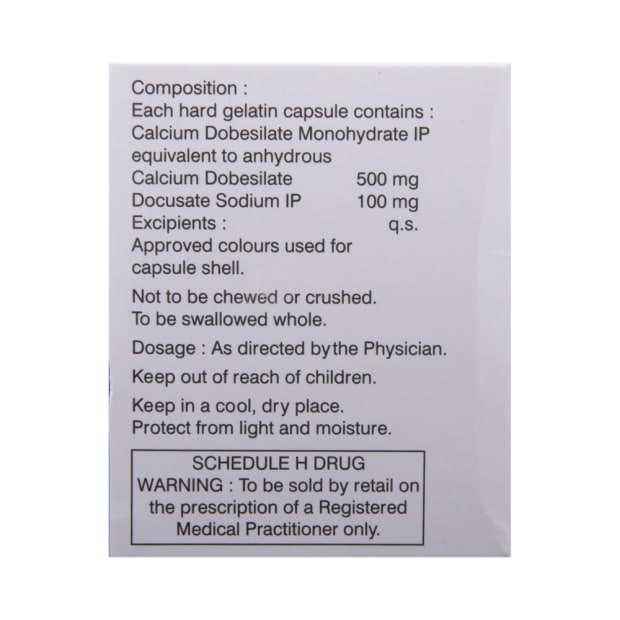 Composition :
Each hard gelatin capsule contains :
Calcium Dobesilate Monohydrate IP
equivalent to anhydrous
Calcium Dobesilate 500 mg
Docusate Sodium IP 100 mg
Excipients : q.s.
Approved colours used for
capsule shell.
Not to be chewed or crushed.
To be swallowed whole.
Dosage : As directed by the Physician.
Keep out of reach of children.
Keep in a cool, dry place.
Protect from light and moisture.
SCHEDULE H DRUG
WARNING : To be sold by retail on
the prescription of a Registered
Medical Practitioner only.